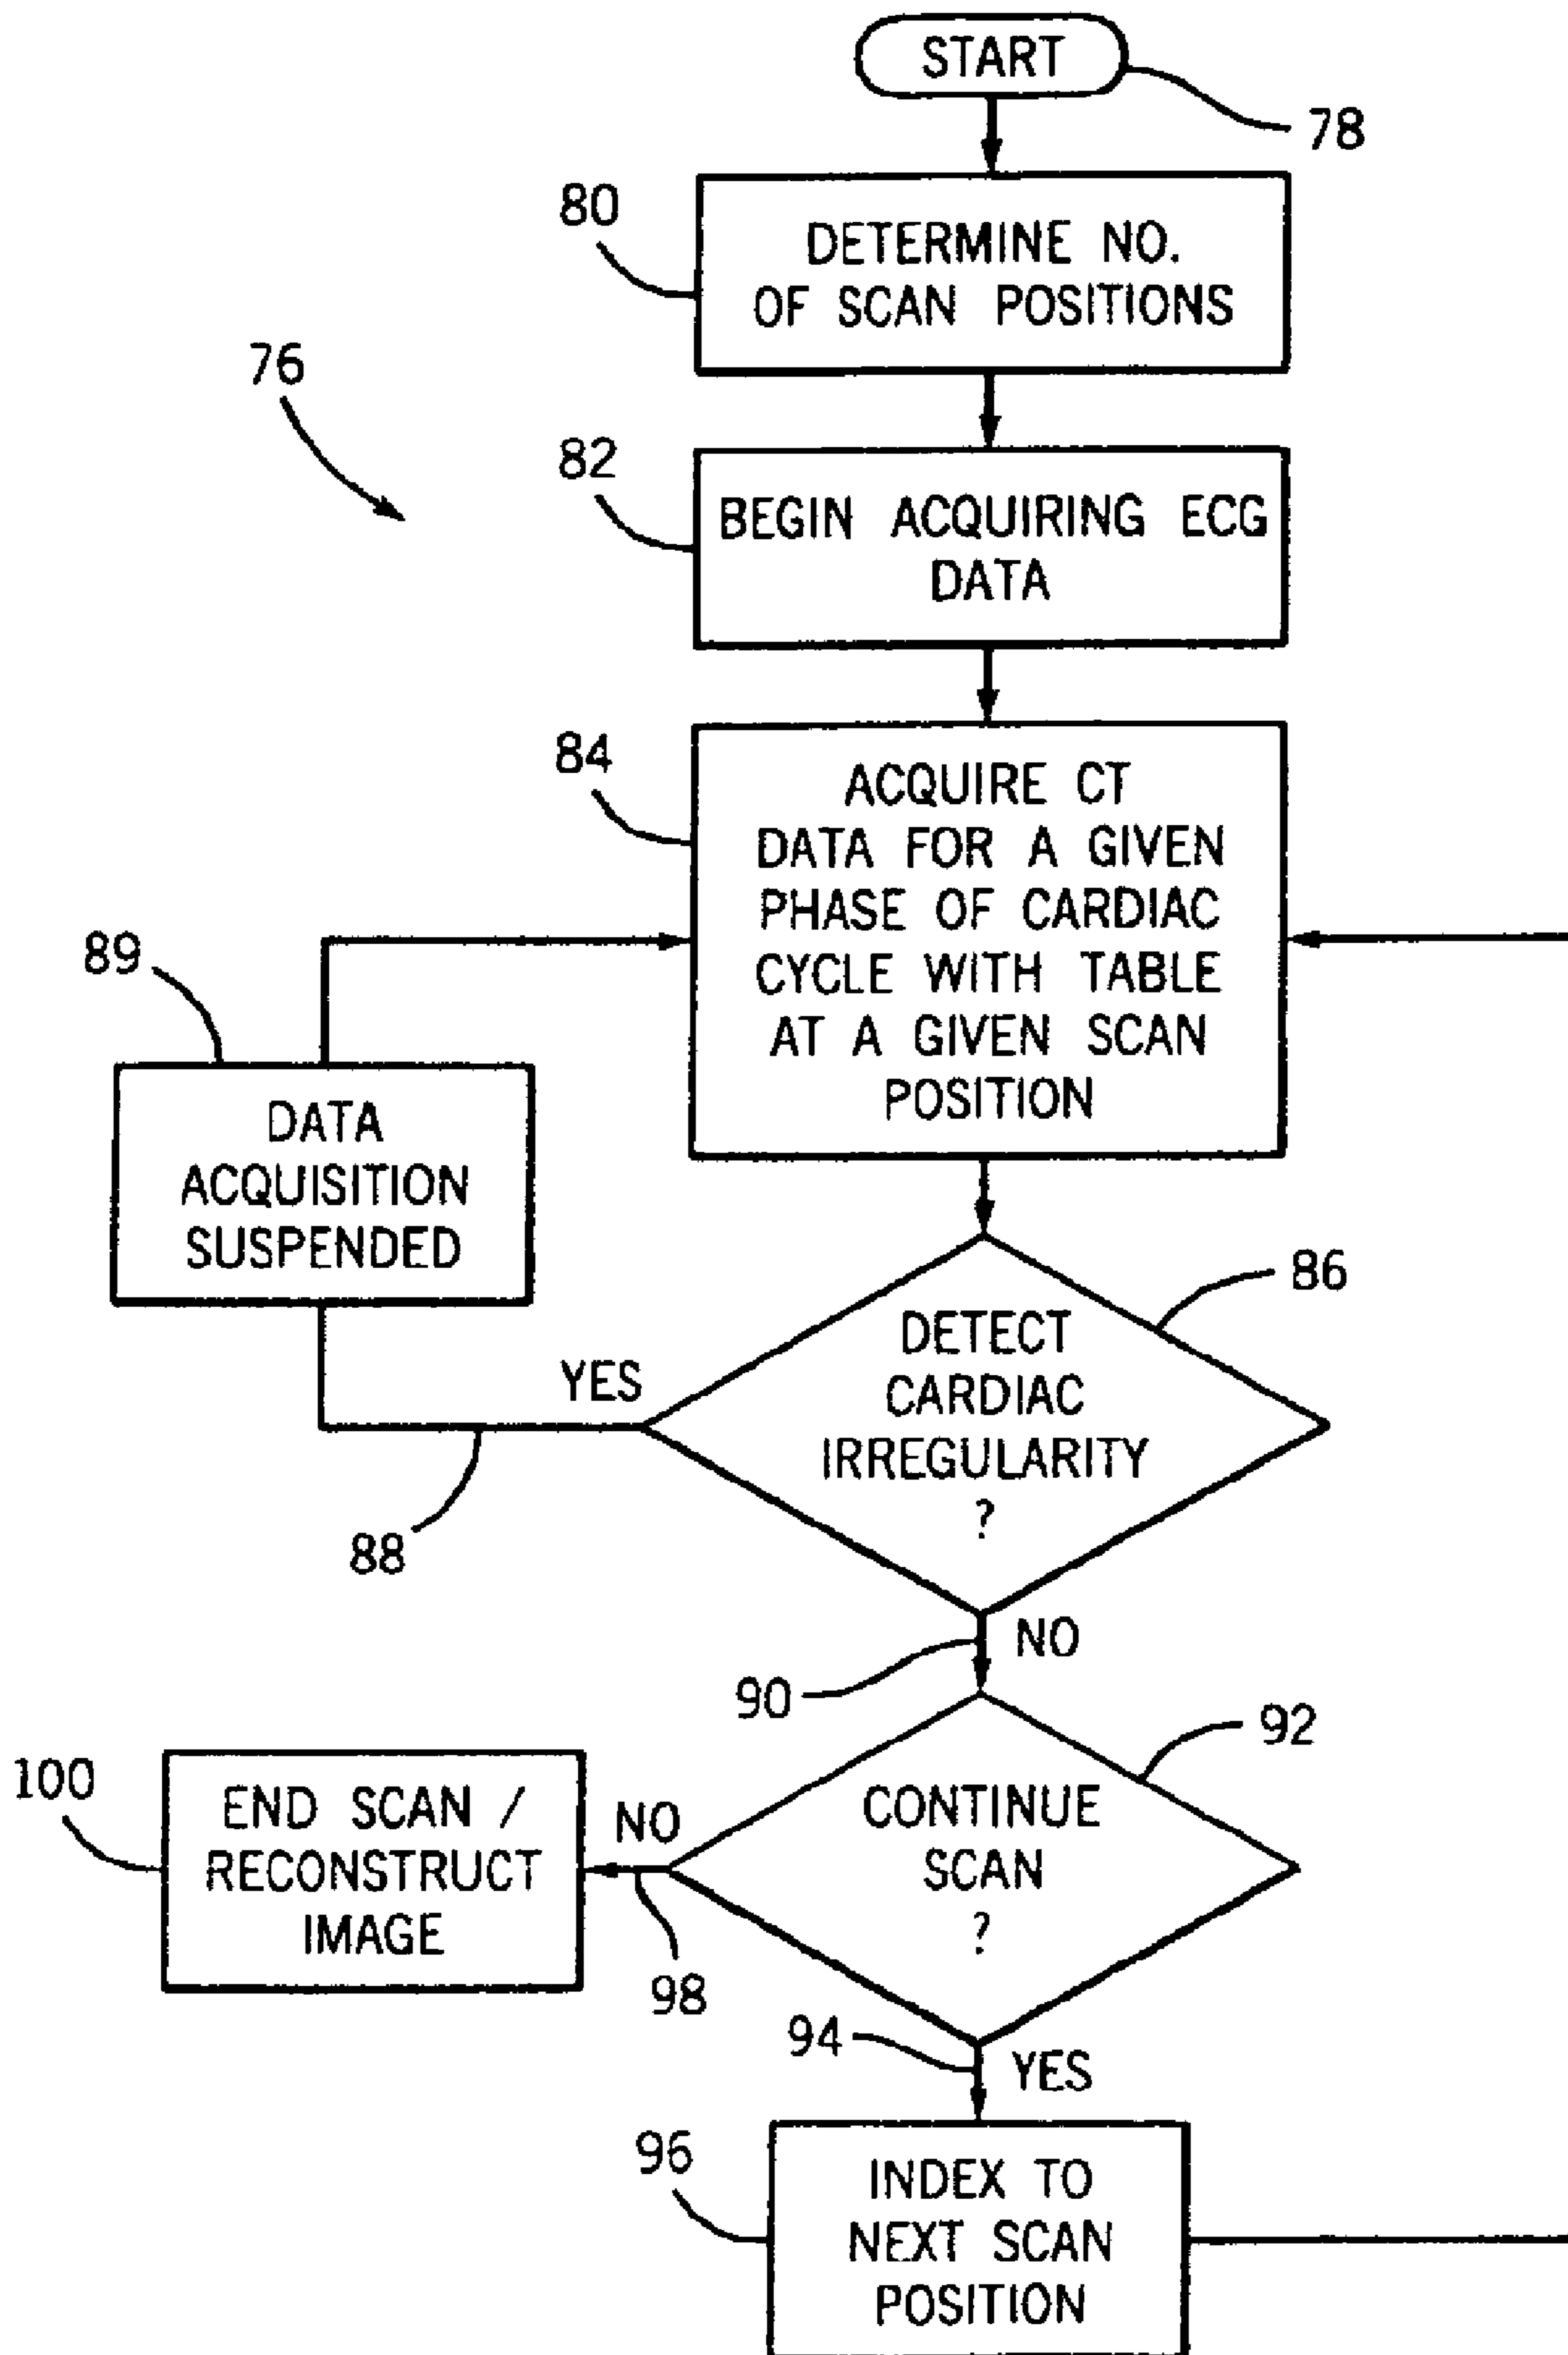 START
78
80
DETERMINE NO.
OF SCAN POSITIONS
76
82
BEGIN ACQUIRING ECG
DATA
84
ACQUIRE CT
DATA FOR A GIVEN
PHASE OF CARDIAC
CYCLE WITH TABLE
AT A GIVEN SCAN
POSITION
89
DATA
ACQUISITION
SUSPENDED
86
DETECT
CARDIAC
IRREGULARITY
?
YES
88
NO
90
92
CONTINUE
SCAN
?
100
END SCAN /
RECONSTRUCT
IMAGE
NO
98
94
YES
96
INDEX TO
NEXT SCAN
POSITION